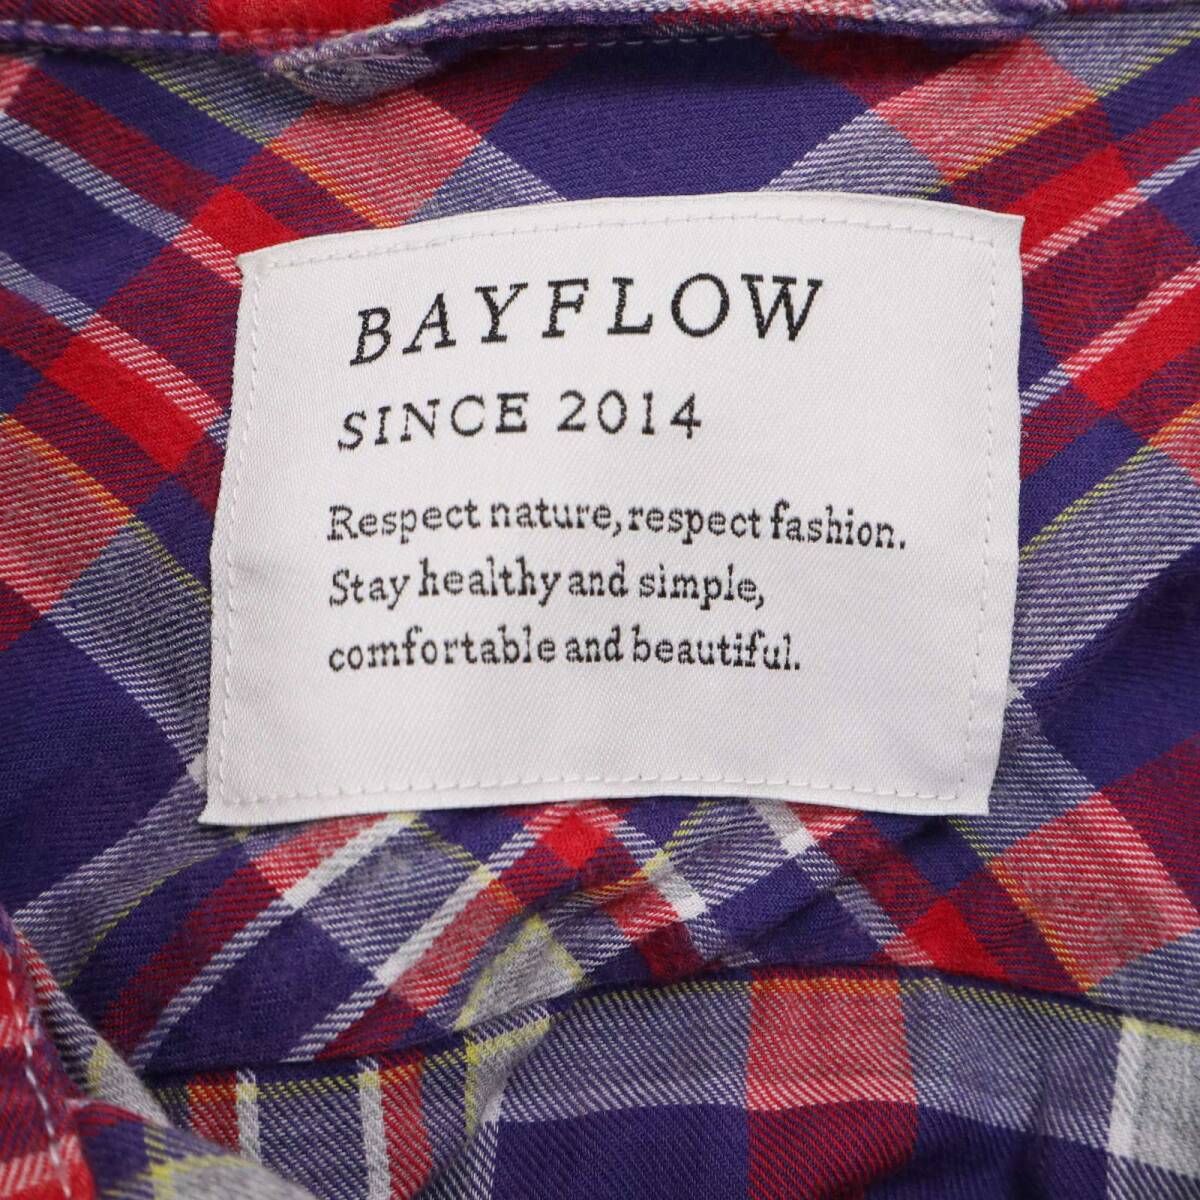 BAYFLOW
SINCE 2014
Respect nature, respect fashion.
Stay healthy and simple,
comfortable and beautiful.